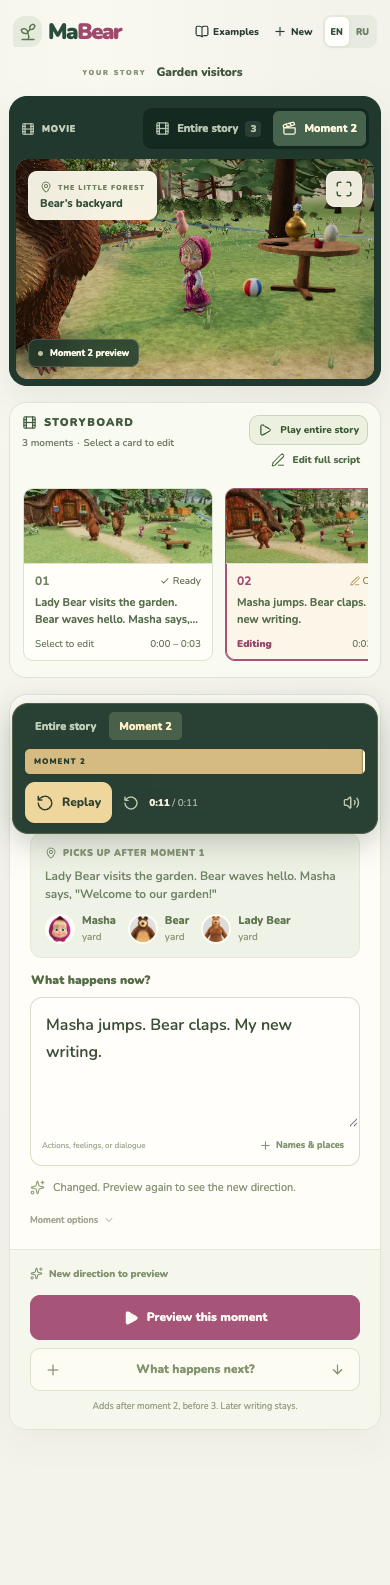 MaBear
Examples
New
EN
RU
YOUR STORY
Garden visitors
MOVIE
Entire story 3
Moment 2
THE LITTLE FOREST
Bear's backyard
Moment 2 preview
STORYBOARD
3 moments · Select a card to edit
Play entire story
Edit full script
01
Ready
Lady Bear visits the garden.
Bear waves hello. Masha says,...
Select to edit
0:00 – 0:03
02
Masha jumps. Bear claps.
new writing.
Editing
Entire story
Moment 2
MOMENT 2
Replay
0:11 / 0:11
PICKS UP AFTER MOMENT 1
Lady Bear visits the garden. Bear waves hello. Masha
says, "Welcome to our garden!"
Masha
yard
Bear
yard
Lady Bear
yard
What happens now?
Masha jumps. Bear claps. My new
writing.
Actions, feelings, or dialogue
Names & places
Changed. Preview again to see the new direction.
Moment options
New direction to preview
Preview this moment
What happens next?
Adds after moment 2, before 3. Later writing stays.